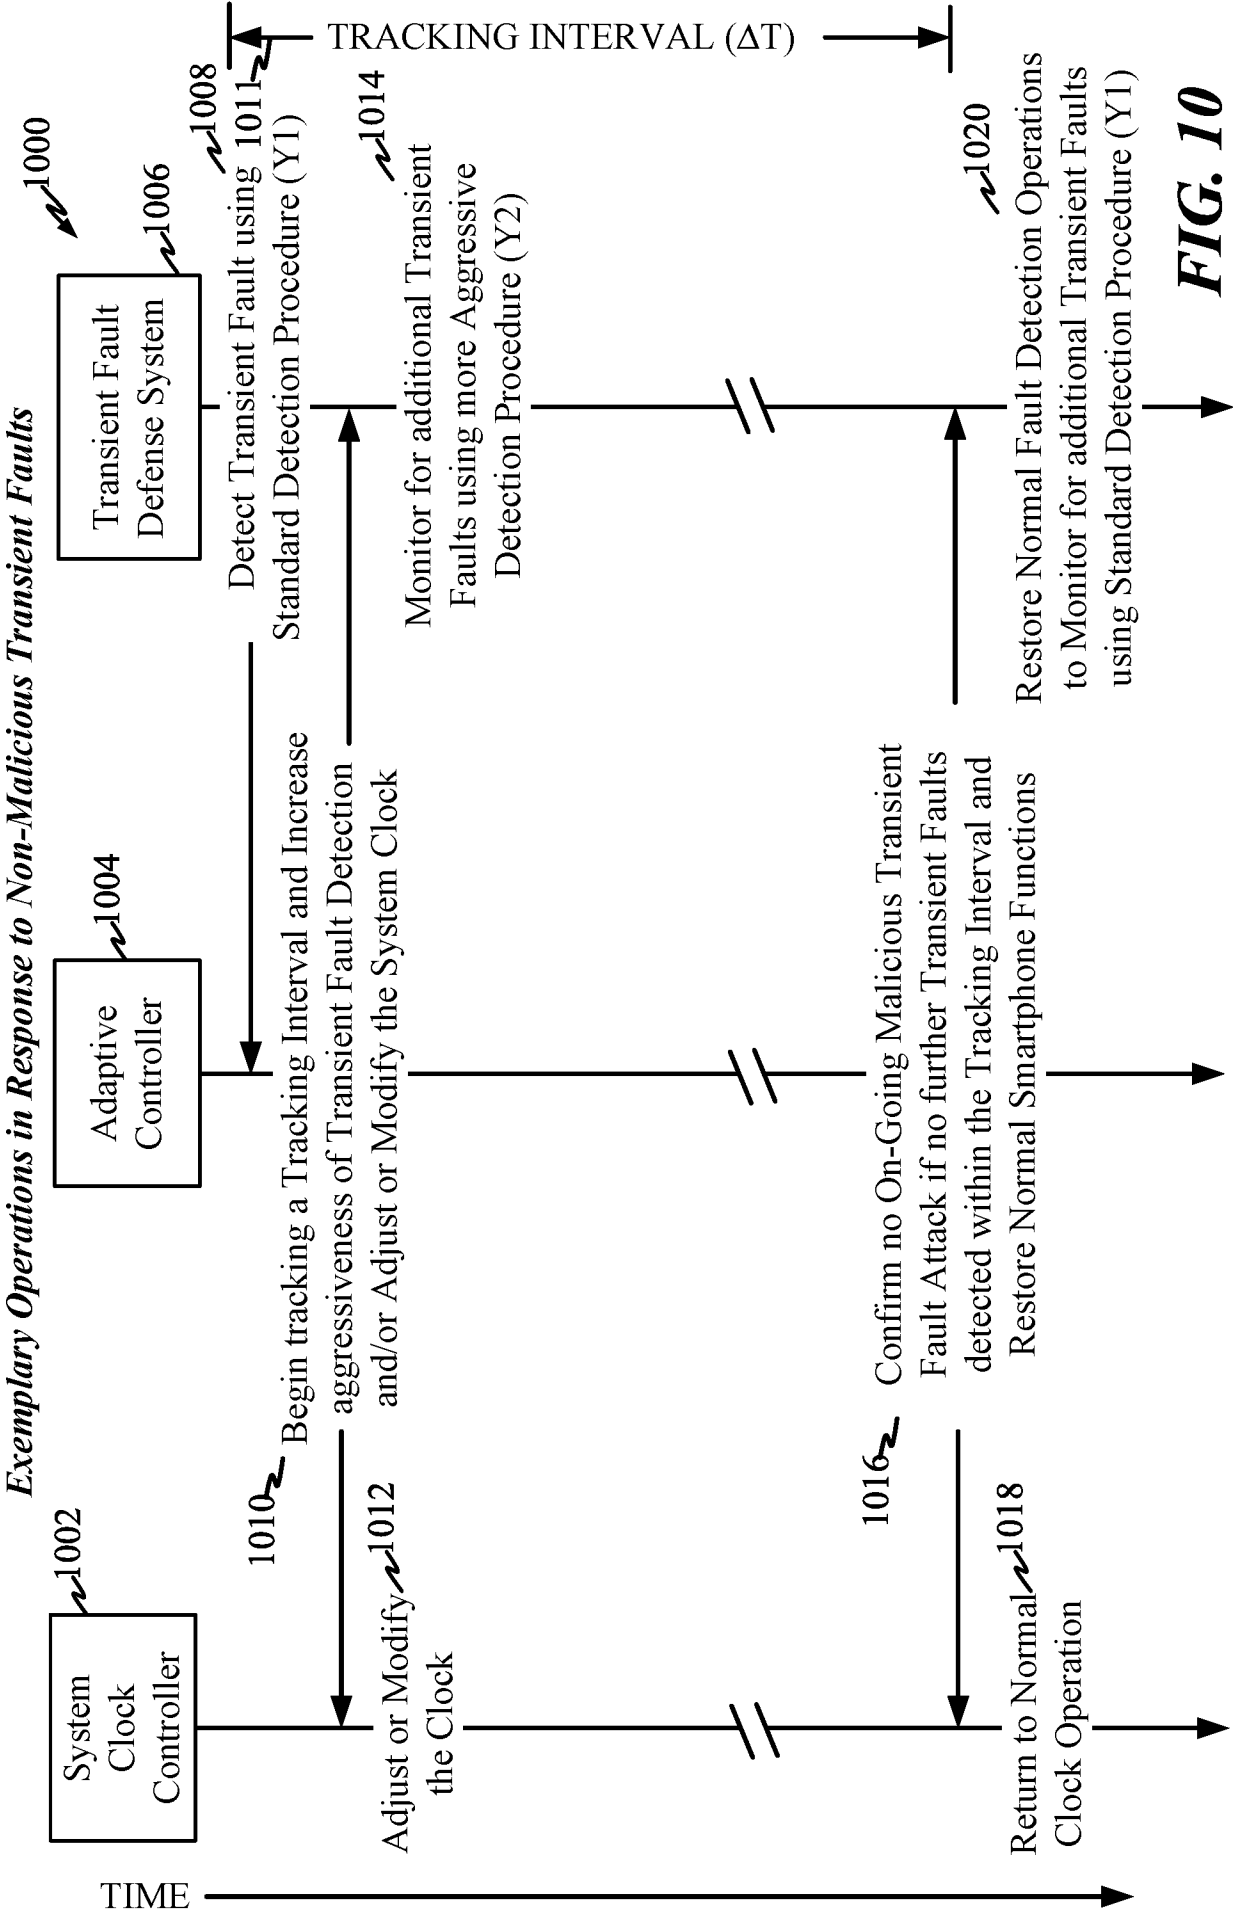 Exemplary Operations in Response to Non-Malicious Transient Faults
1000
TIME
System
Clock
Controller
1002
Adaptive
Controller
1004
Transient Fault
Defense System
1006
1008
Detect Transient Fault using
Standard Detection Procedure (Y1)
1011
TRACKING INTERVAL (ΔT)
1010
Begin tracking a Tracking Interval and Increase
aggressiveness of Transient Fault Detection
and/or Adjust or Modify the System Clock
Adjust or Modify
the Clock
1012
1014
Monitor for additional Transient
Faults using more Aggressive
Detection Procedure (Y2)
1016
Confirm no On-Going Malicious Transient
Fault Attack if no further Transient Faults
detected within the Tracking Interval and
Restore Normal Smartphone Functions
Return to Normal
Clock Operation
1018
1020
Restore Normal Fault Detection Operations
to Monitor for additional Transient Faults
using Standard Detection Procedure (Y1)
FIG. 10